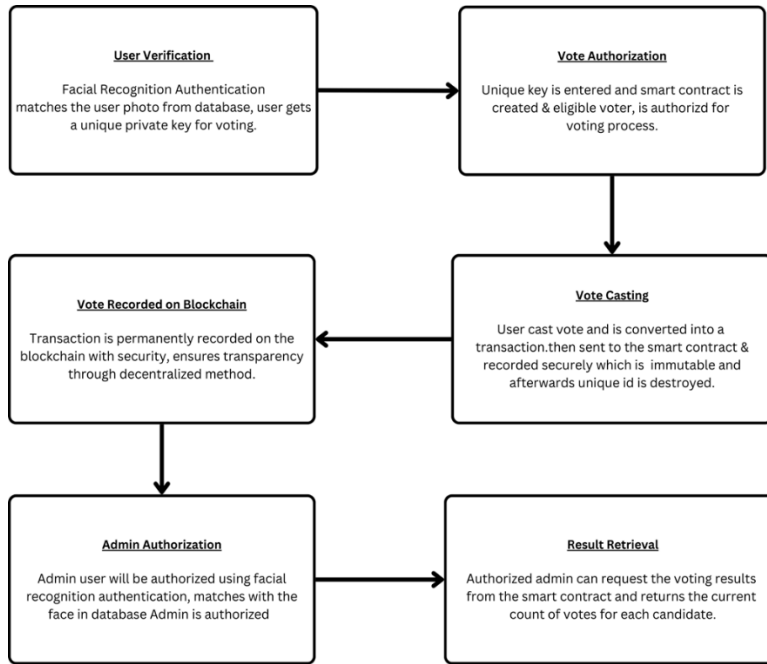 User Verification
Facial Recognition Authentication
matches the user photo from database, user gets
a unique private key for voting.
Vote Authorization
Unique key is entered and smart contract is
created & eligible voter, is authorizd for
voting process.
Vote Casting
User cast vote and is converted into a
transaction.then sent to the smart contract &
recorded securely which is immutable and
afterwards unique id is destroyed.
Vote Recorded on Blockchain
Transaction is permanently recorded on the
blockchain with security, ensures transparency
through decentralized method.
Admin Authorization
Admin user will be authorized using facial
recognition authentication, matches with the
face in database Admin is authorized
Result Retrieval
Authorized admin can request the voting results
from the smart contract and returns the current
count of votes for each candidate.